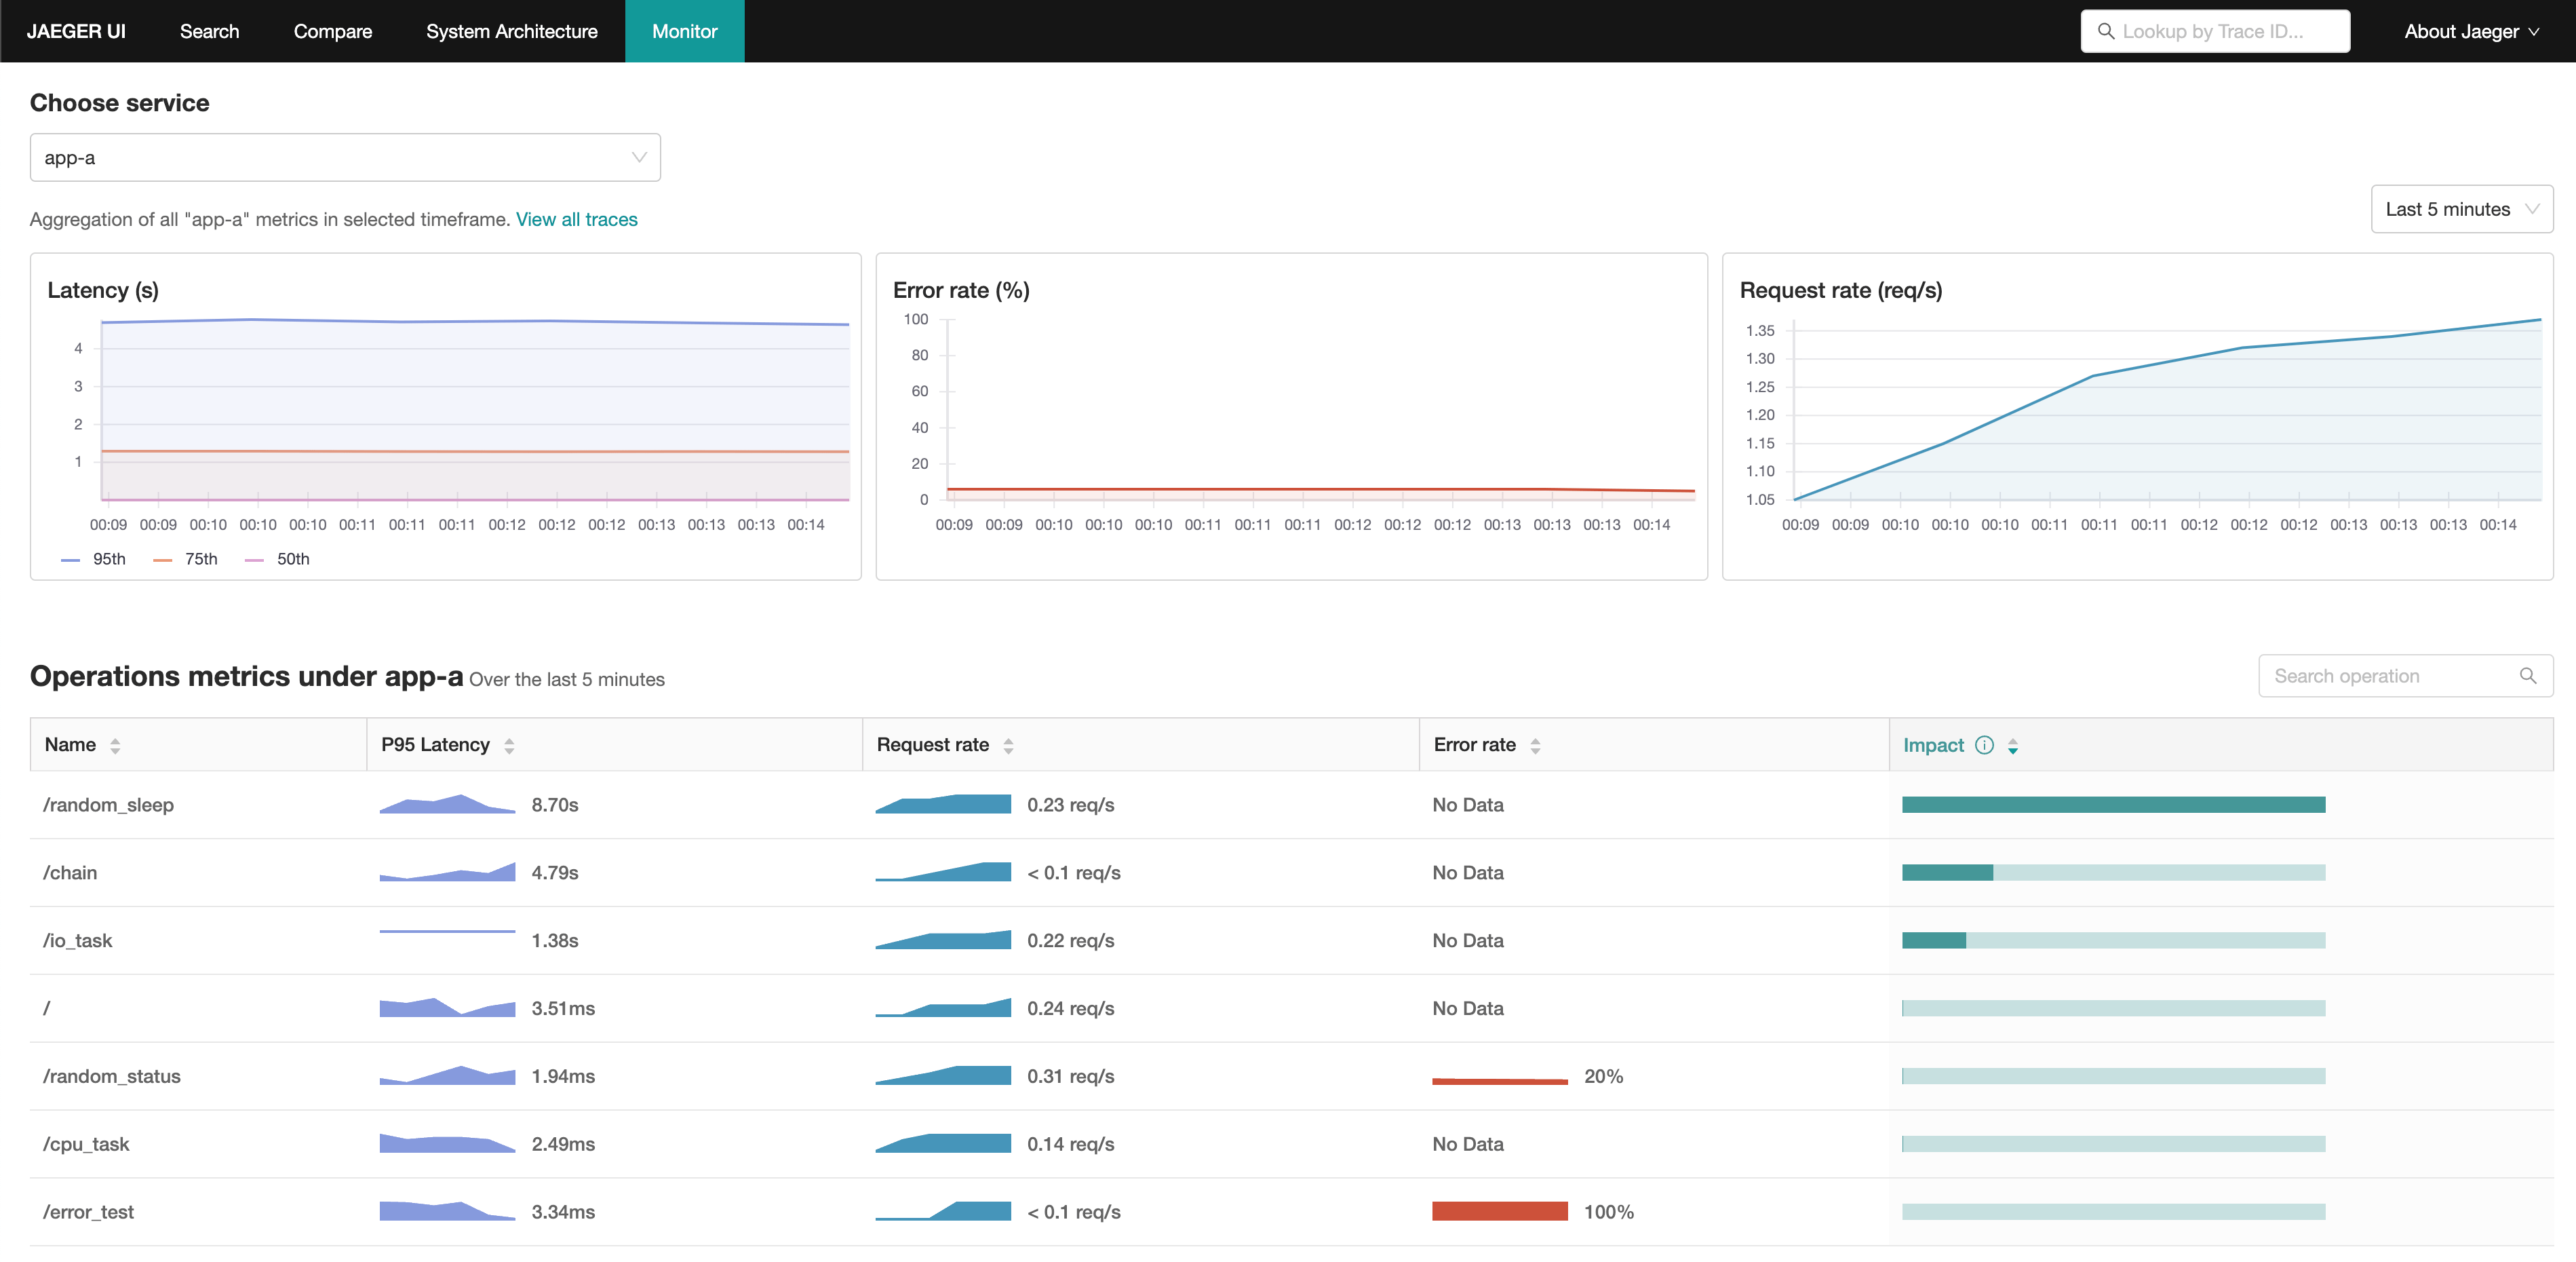 JAEGER UI Search Compare System Architecture Monitor Lookup by Trace ID... About Jaeger
Choose service
app-a
Last 5 minutes
Aggregation of all "app-a" metrics in selected timeframe. View all traces
Latency (s)
4
3
2
1
00:09 00:09 00:10 00:10 00:10 00:11 00:11 00:11 00:12 00:12 00:12 00:13 00:13 00:13 00:14
95th 75th 50th
Error rate (%)
100
80
60
40
20
0
00:09 00:09 00:10 00:10 00:10 00:11 00:11 00:11 00:12 00:12 00:12 00:13 00:13 00:13 00:14
Request rate (req/s)
1.35
1.30
1.25
1.20
1.15
1.10
1.05
00:09 00:09 00:10 00:10 00:10 00:11 00:11 00:11 00:12 00:12 00:12 00:13 00:13 00:13 00:14
Operations metrics under app-a Over the last 5 minutes
Search operation
Name P95 Latency Request rate Error rate Impact
/random_sleep 8.70s 0.23 req/s No Data
/chain 4.79s < 0.1 req/s No Data
/io_task 1.38s 0.22 req/s No Data
/ 3.51ms 0.24 req/s No Data
/random_status 1.94ms 0.31 req/s 20%
/cpu_task 2.49ms 0.14 req/s No Data
/error_test 3.34ms < 0.1 req/s 100%